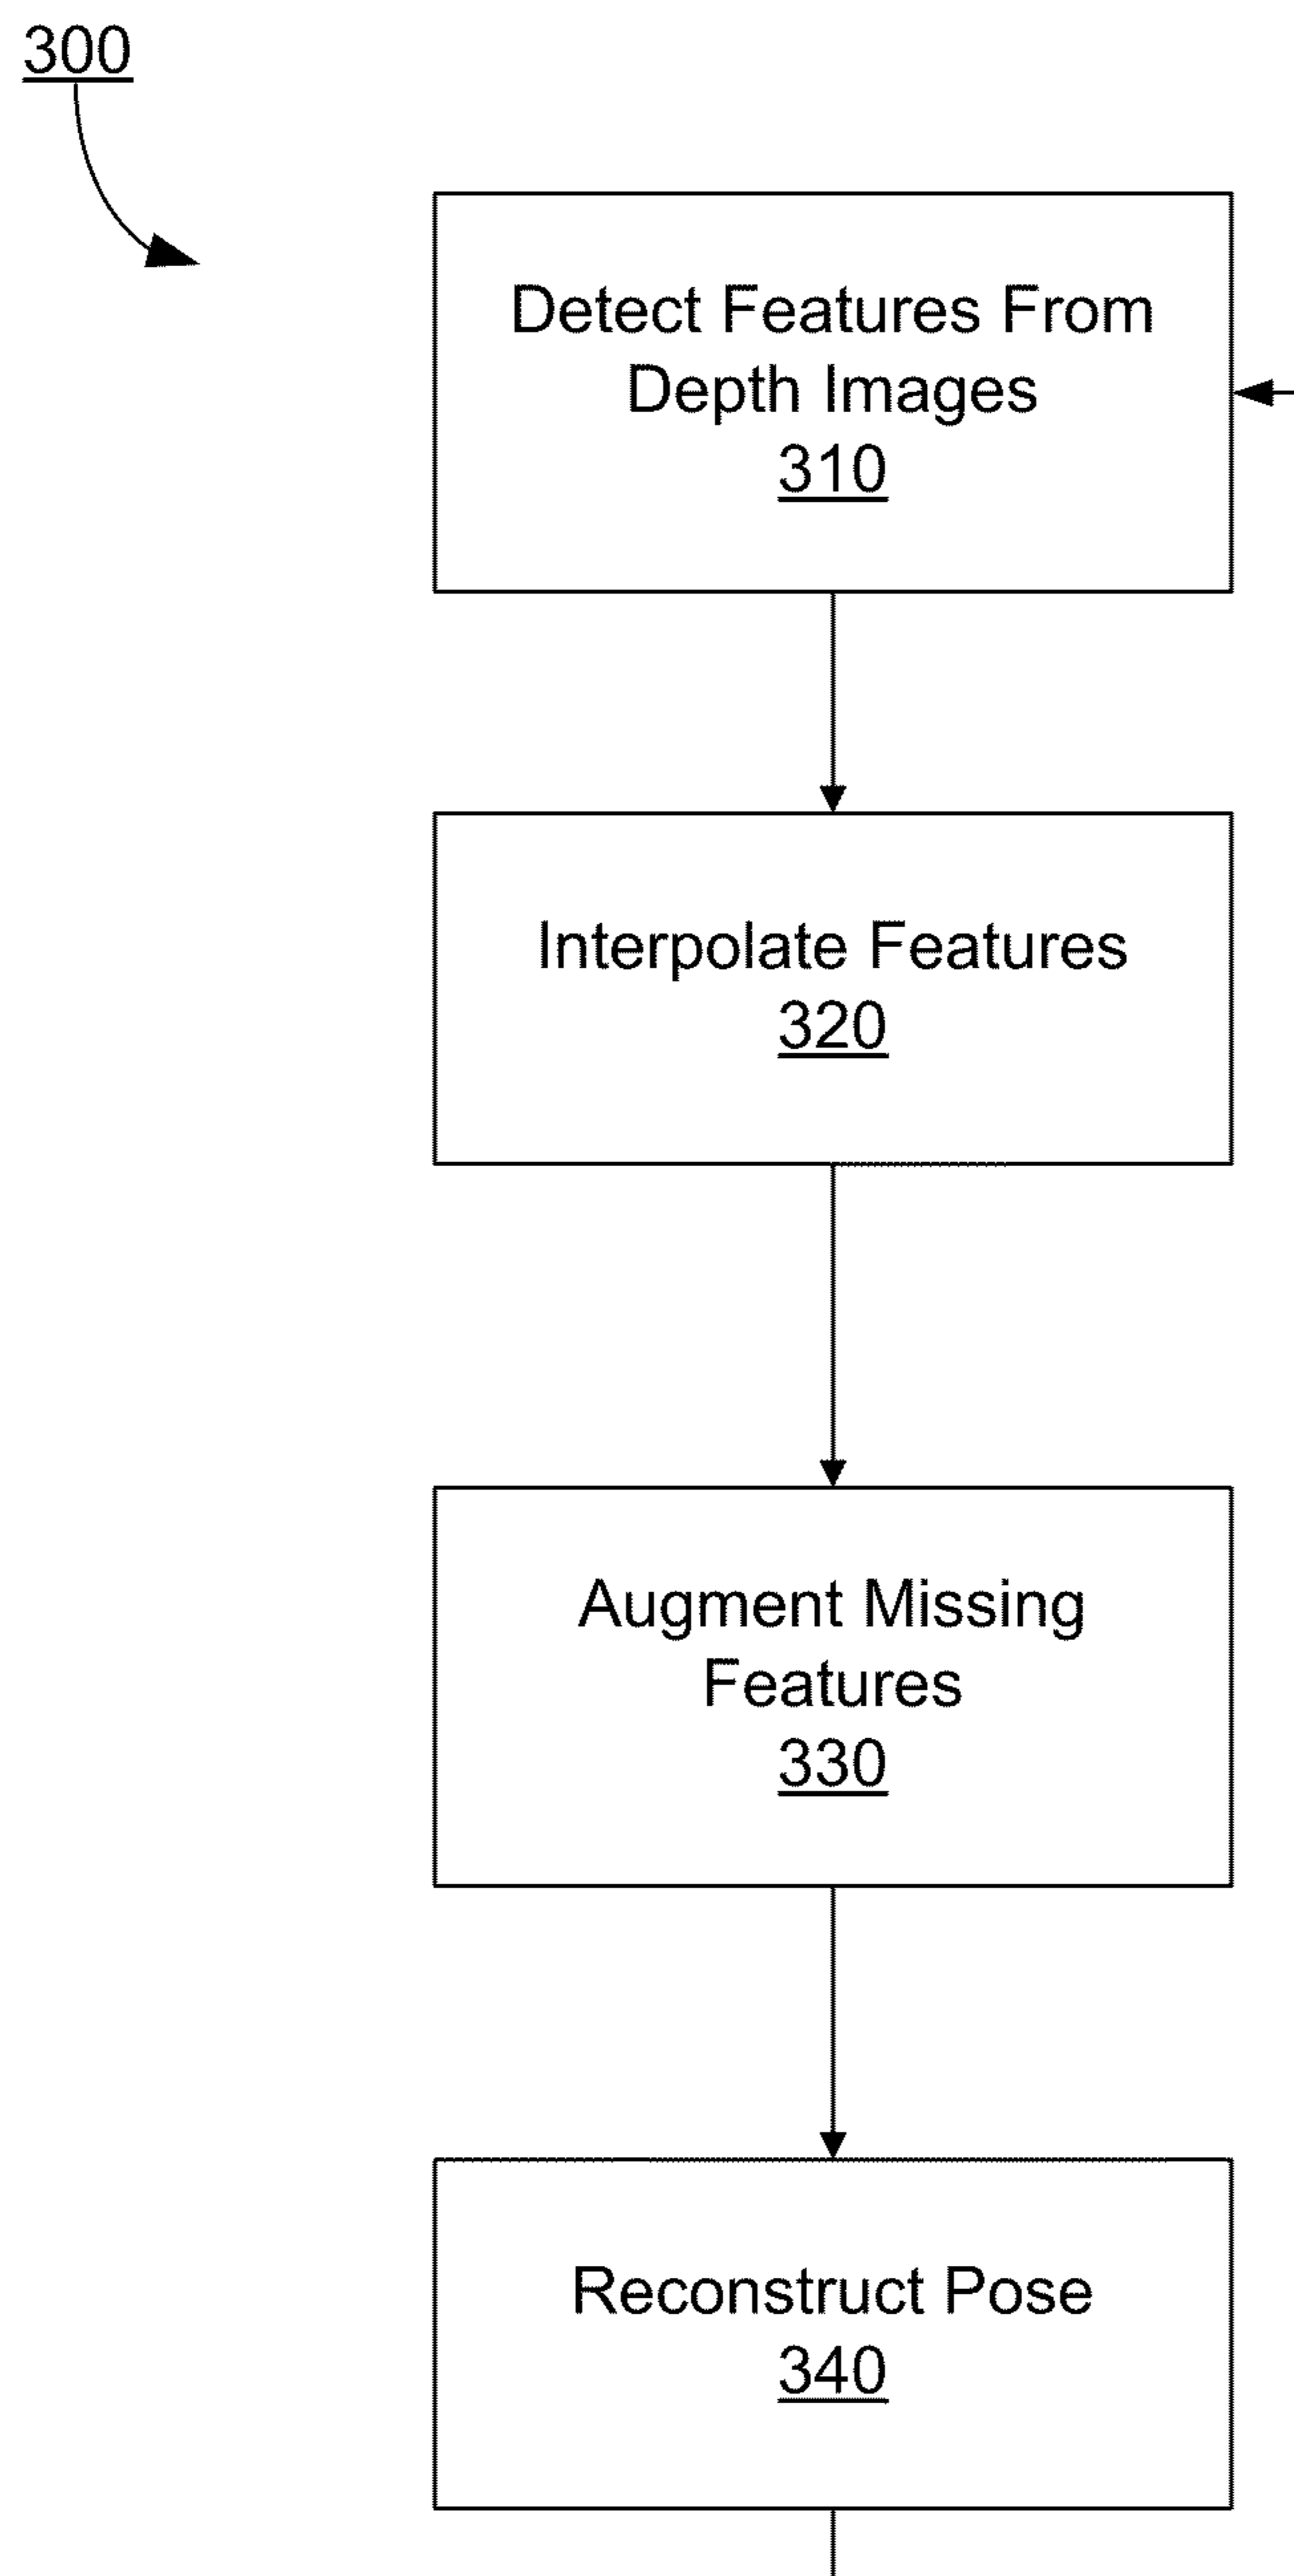 300
Detect Features From
Depth Images
310
Interpolate Features
320
Augment Missing
Features
330
Reconstruct Pose
340